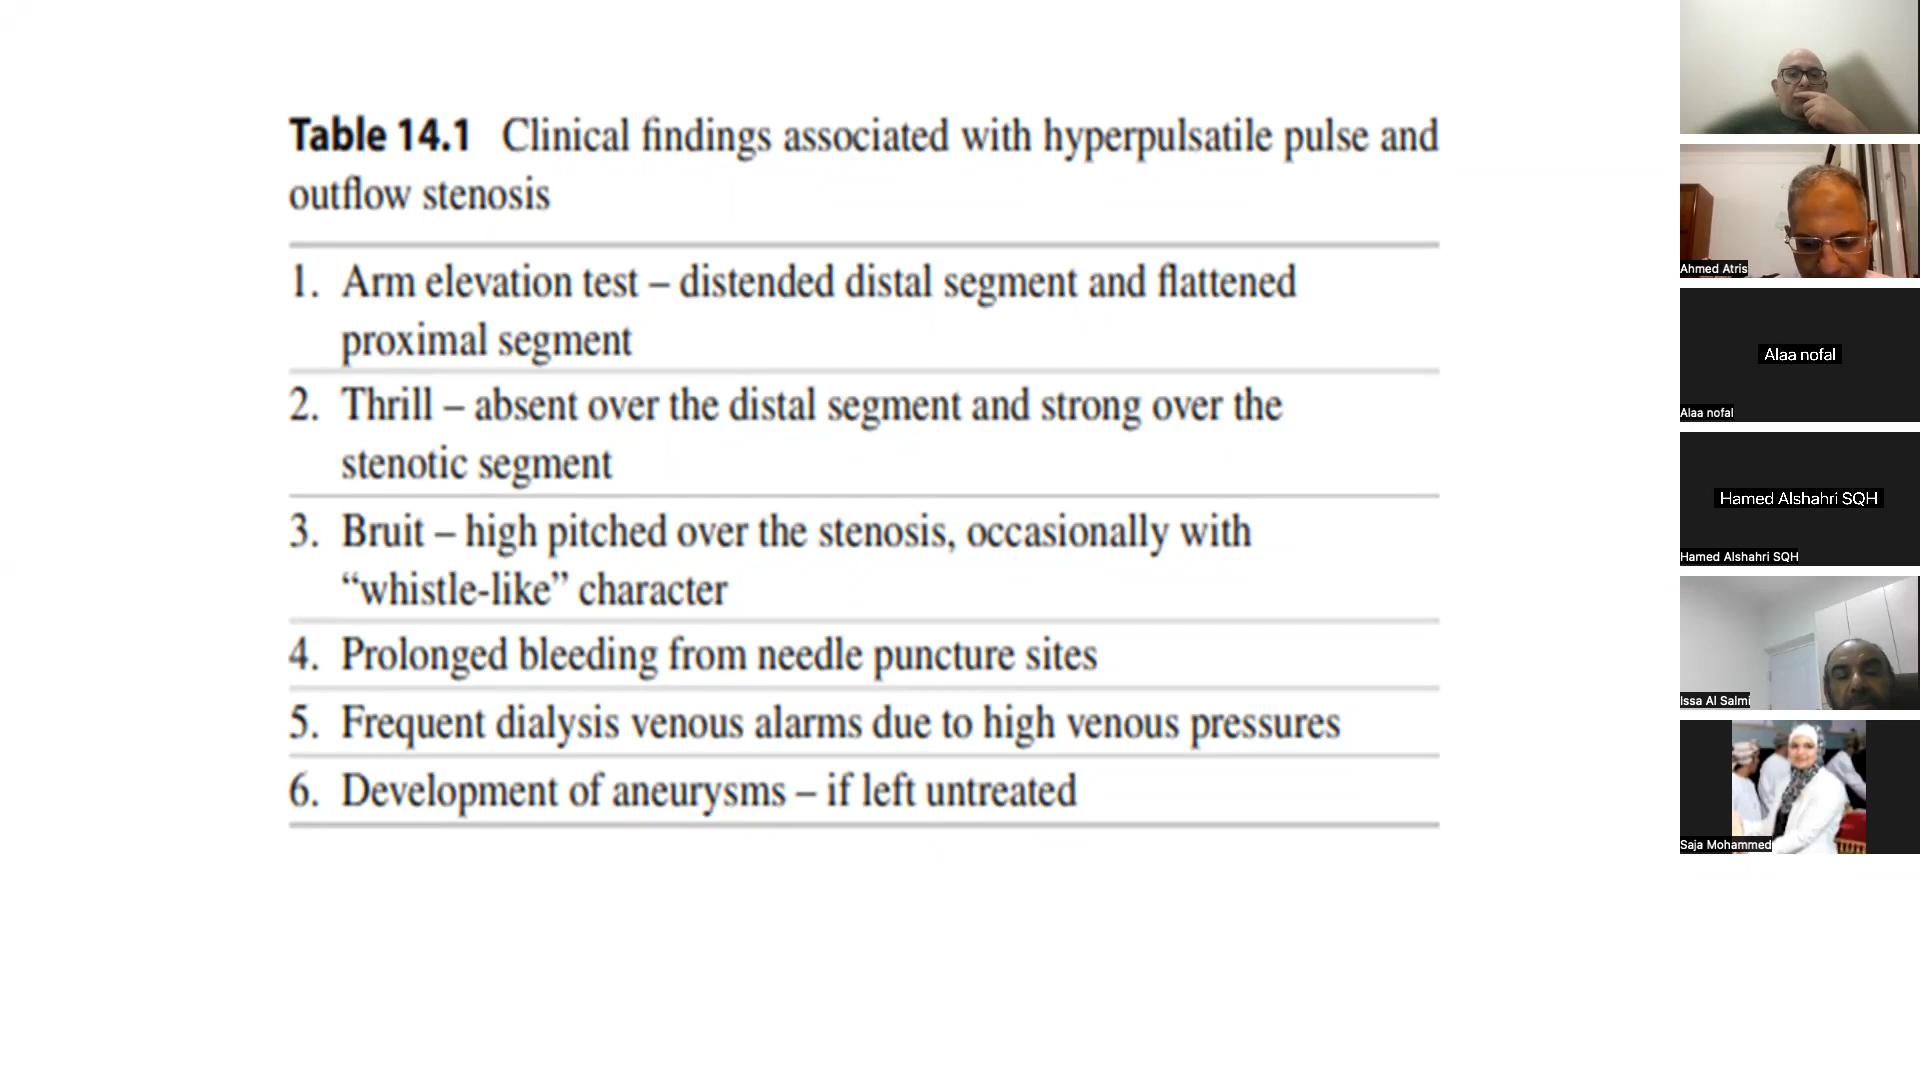 Table 14.1 Clinical findings associated with hyperpulsatile pulse and
outflow stenosis
1. Arm elevation test – distended distal segment and flattened
proximal segment
2. Thrill – absent over the distal segment and strong over the
stenotic segment
3. Bruit – high pitched over the stenosis, occasionally with
“whistle-like” character
4. Prolonged bleeding from needle puncture sites
5. Frequent dialysis venous alarms due to high venous pressures
6. Development of aneurysms – if left untreated
Ahmed Atris
Alaa nofal
Alaa nofal
Hamed Alshahri SQH
Hamed Alshahri SQH
Issa Al Salmi
Saja Mohammed